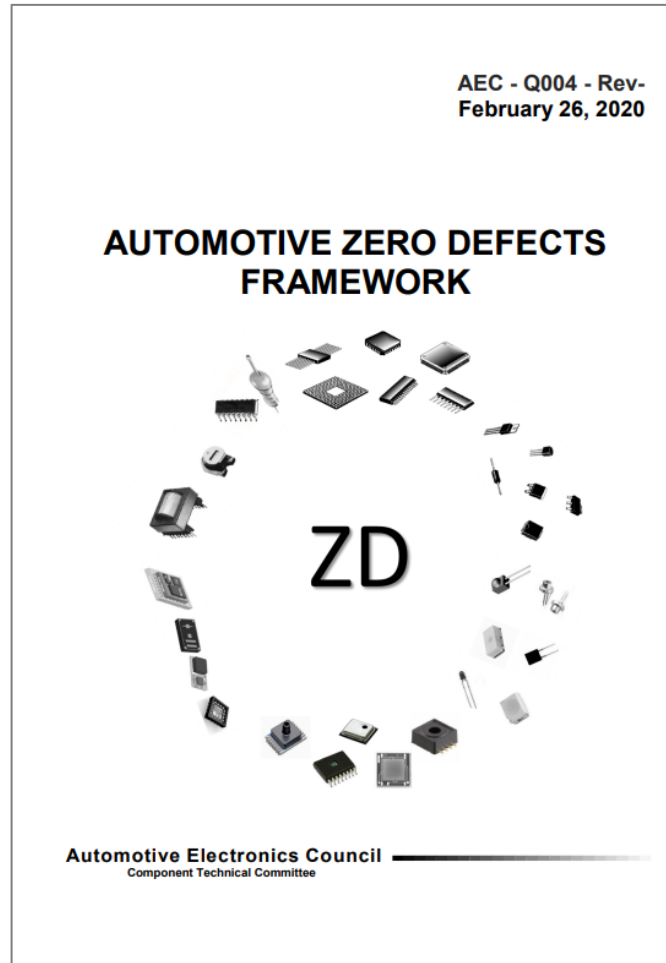 AEC - Q004 - Rev-
February 26, 2020
AUTOMOTIVE ZERO DEFECTS
FRAMEWORK
ZD
Automotive Electronics Council
Component Technical Committee